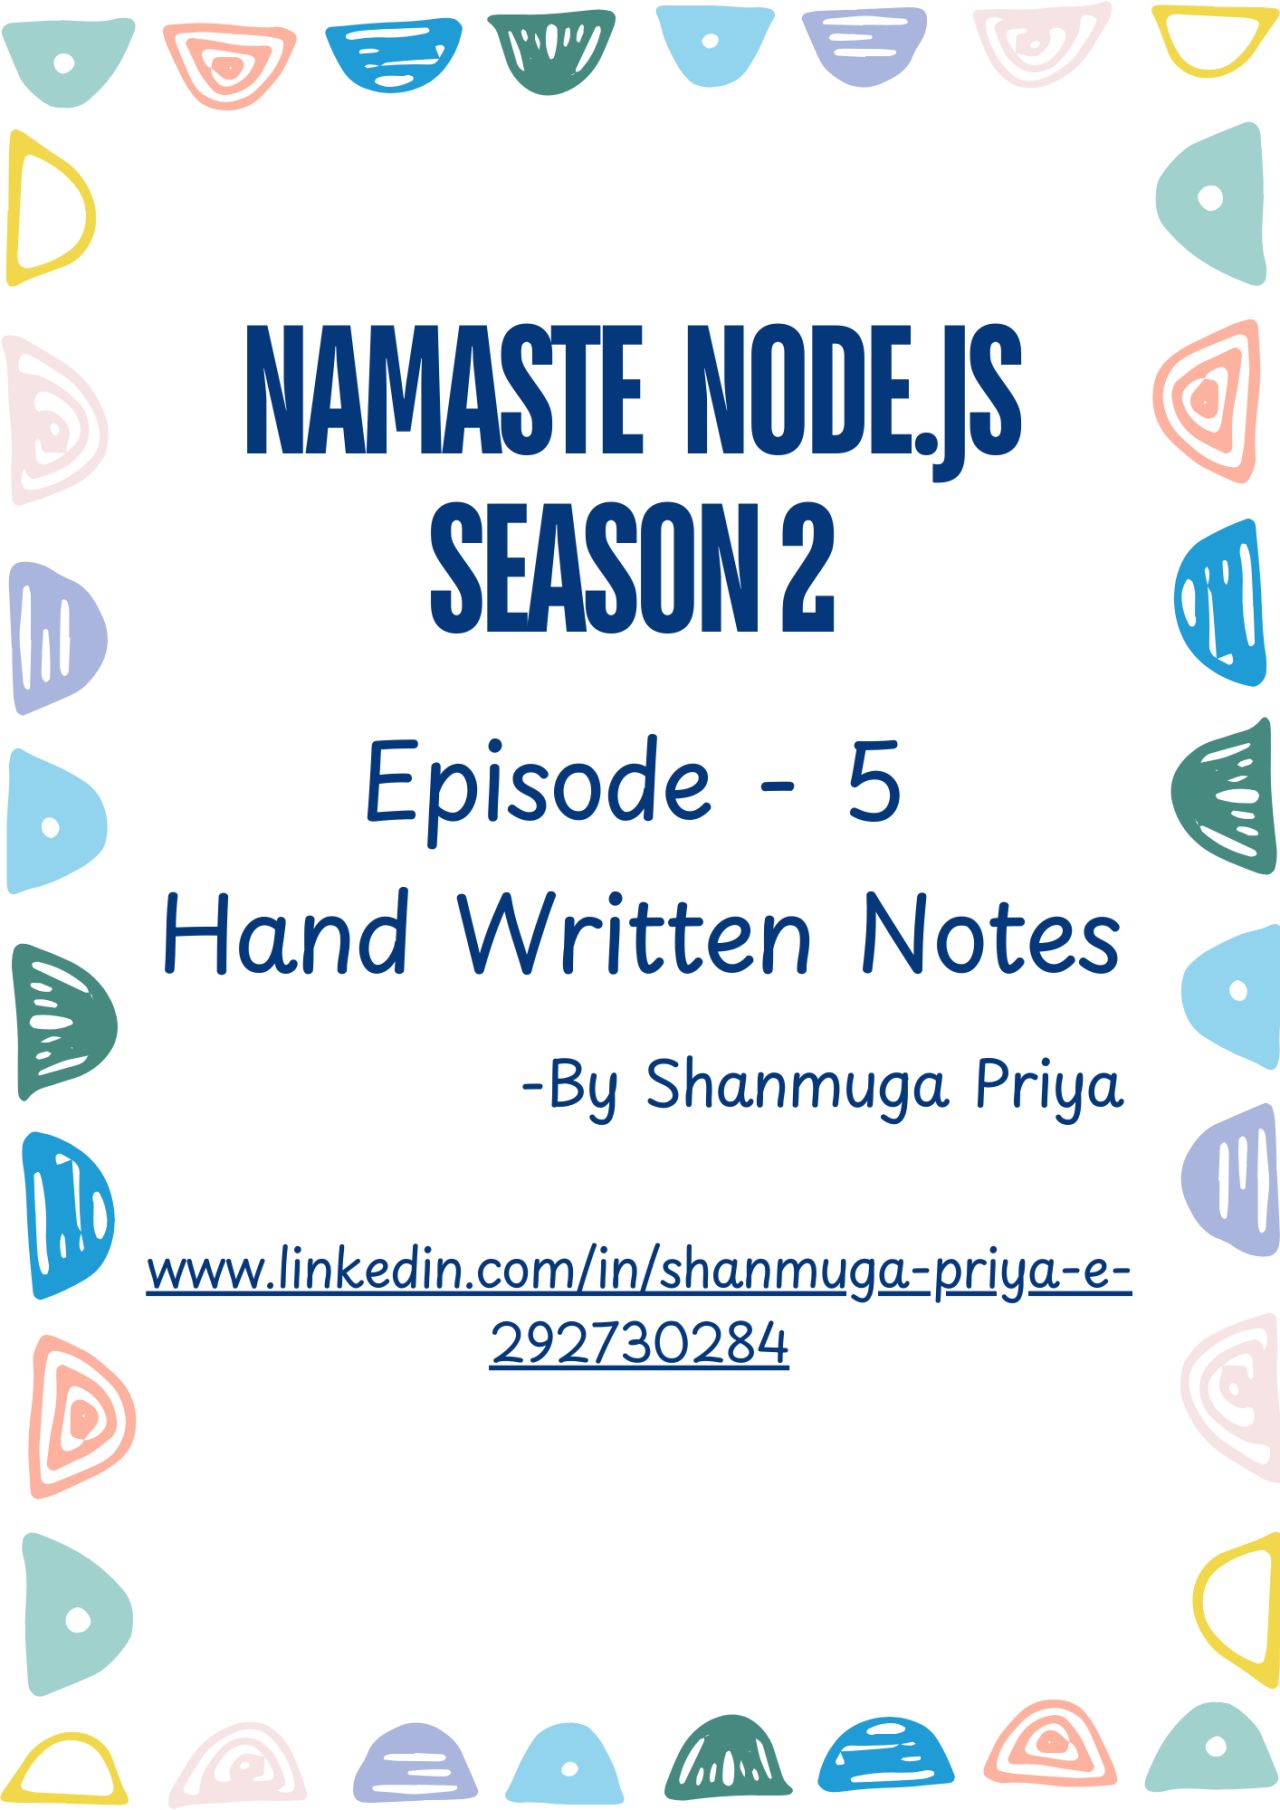 NAMASTE NODE.JS
SEASON 2
Episode - 5
Hand Written Notes
-By Shanmuga Priya
www.linkedin.com/in/shanmuga-priya-e-
292730284